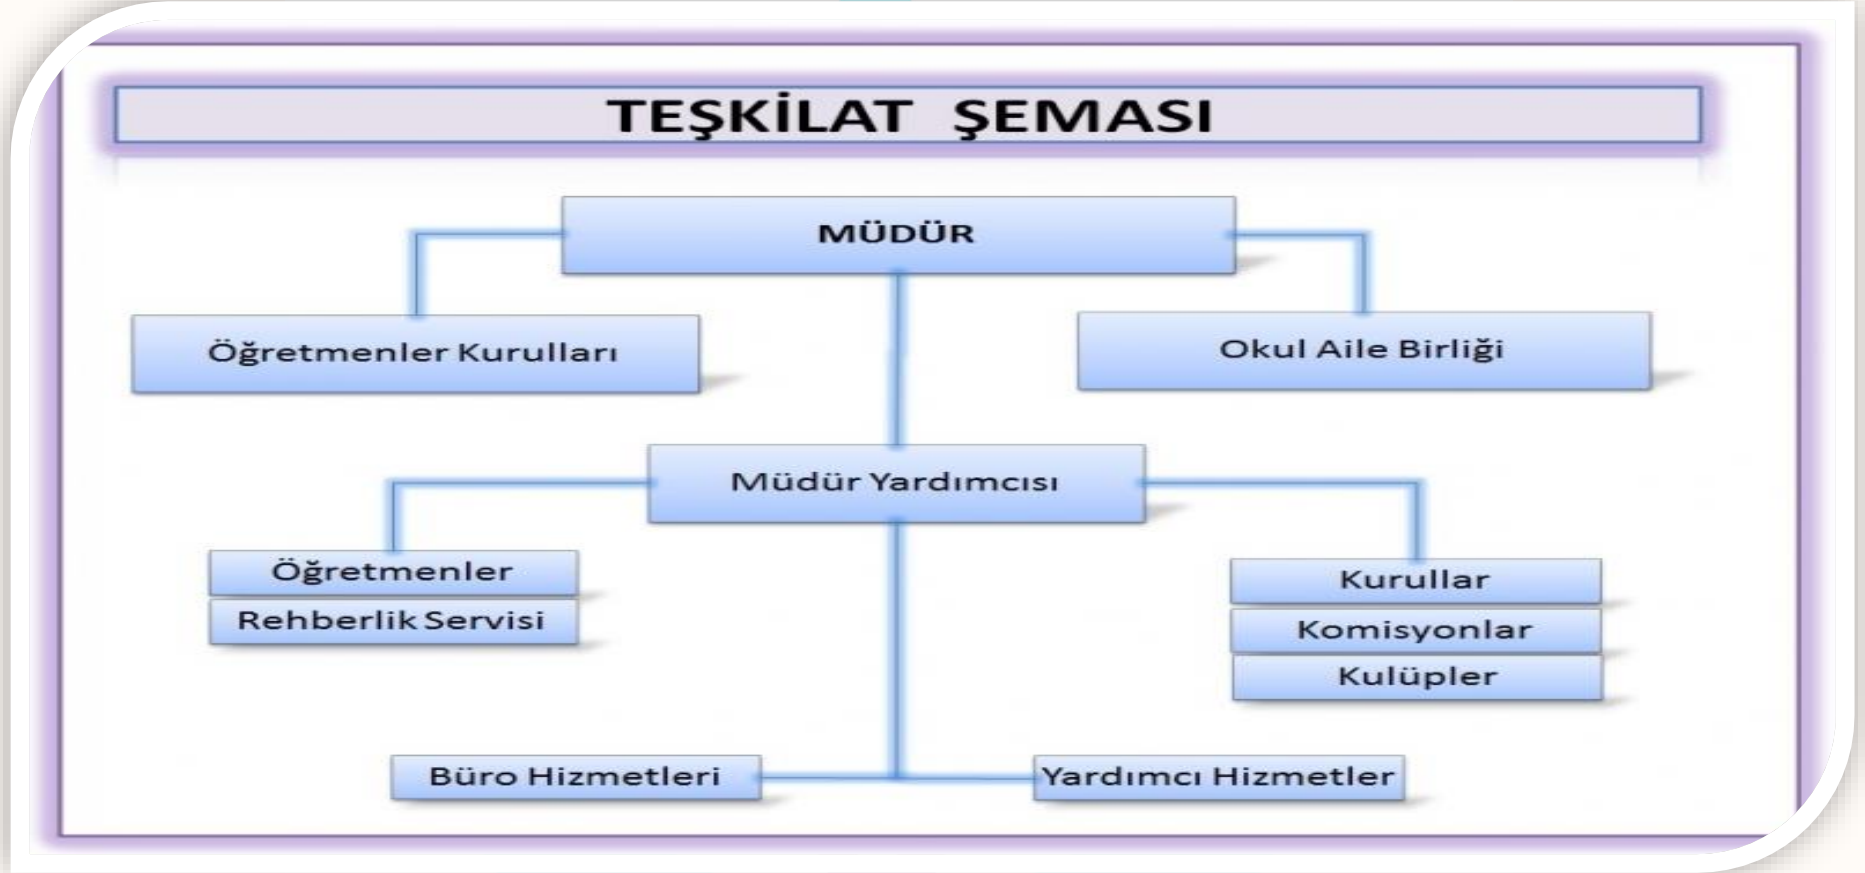 TEŞKİLAT ŞEMASI
MÜDÜR
Öğretmenler Kurulları
Okul Aile Birliği
Müdür Yardımcısı
Öğretmenler
Rehberlik Servisi
Kurullar
Komisyonlar
Kulüpler
Büro Hizmetleri
Yardımcı Hizmetler